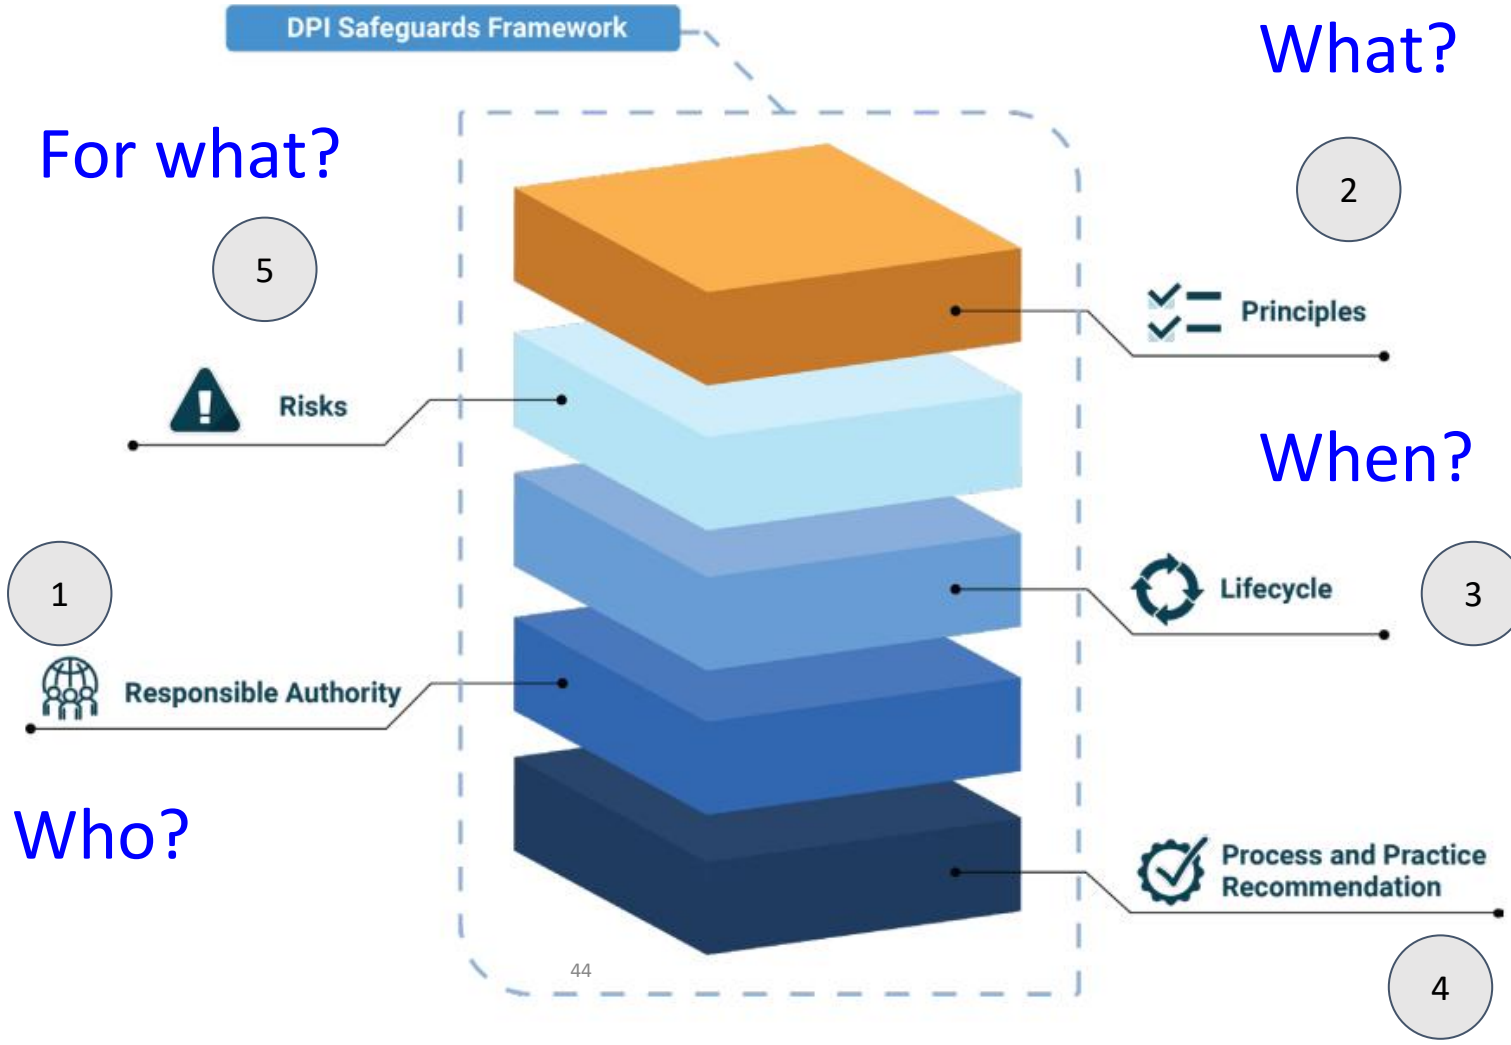 DPI Safeguards Framework
What?
For what?
2
5
Principles
Risks
When?
1
Lifecycle
3
Responsible Authority
Who?
Process and Practice
Recommendation
44
4